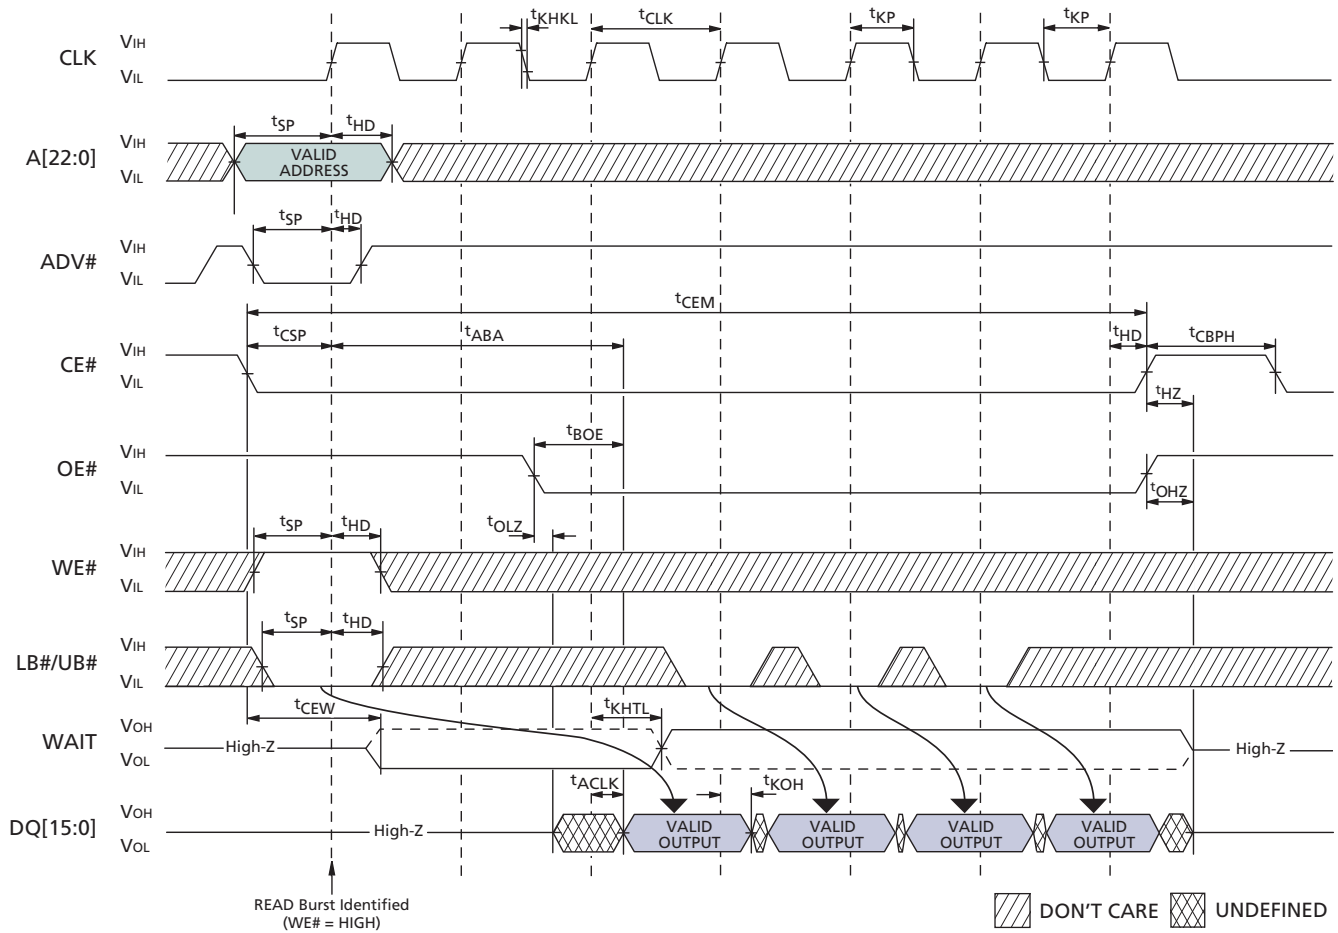 tKHKL tCLK tKP tKP
CLK VIH
VIL
tSP tHD
A[22:0] VIH
VIL
VALID
ADDRESS
tSP tHD
ADV# VIH
VIL
tCEM
tCSP tABA tHD tCBPH
CE# VIH
VIL
tHZ
tBOE
OE# VIH
VIL
tOHZ
tSP tHD tOLZ
WE# VIH
VIL
tSP tHD
LB#/UB# VIH
VIL
tCEW tKHTL
WAIT VOH
VOL
High-Z High-Z
tACLK tKOH
DQ[15:0] VOH
VOL
High-Z
VALID
OUTPUT
VALID
OUTPUT
VALID
OUTPUT
VALID
OUTPUT
READ Burst Identified
(WE# = HIGH)
DON'T CARE UNDEFINED